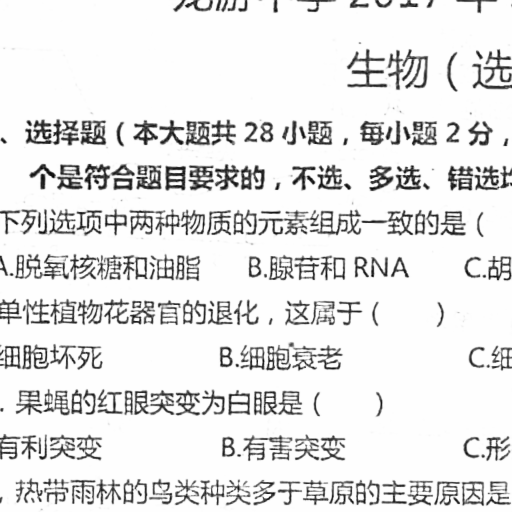 龙游中学 2017 年
生物（选
、选择题（本大题共 28 小题，每小题 2 分，
个是符合题目要求的，不选、多选、错选均
下列选项中两种物质的元素组成一致的是（
A.脱氧核糖和油脂 B.腺苷和 RNA C.胡
单性植物花器官的退化，这属于（ ）
细胞坏死 B.细胞衰老 C.细
. 果蝇的红眼突变为白眼是（ ）
有利突变 B.有害突变 C.形
，热带雨林的鸟类种类多于草原的主要原因是